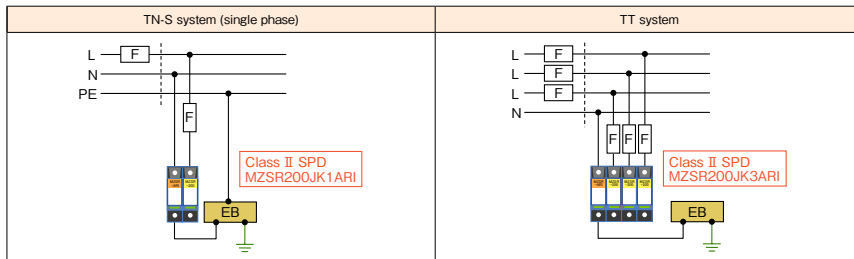 TN-S system (single phase)
TT system
L
F
N
PE
F
Class Ⅱ SPD
MZSR200JK1ARI
EB
L
F
L
F
L
F
N
F
F
F
Class Ⅱ SPD
MZSR200JK3ARI
EB